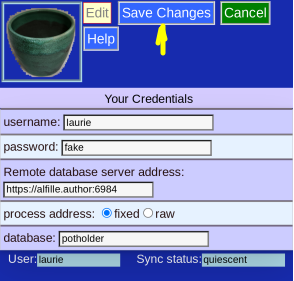 Edit Save Changes Cancel
Help
Your Credentials
username: laurie
password: fake
Remote database server address:
https://alfille.author:6984
process address: fixed raw
database: potholder
User: laurie Sync status: quiescent